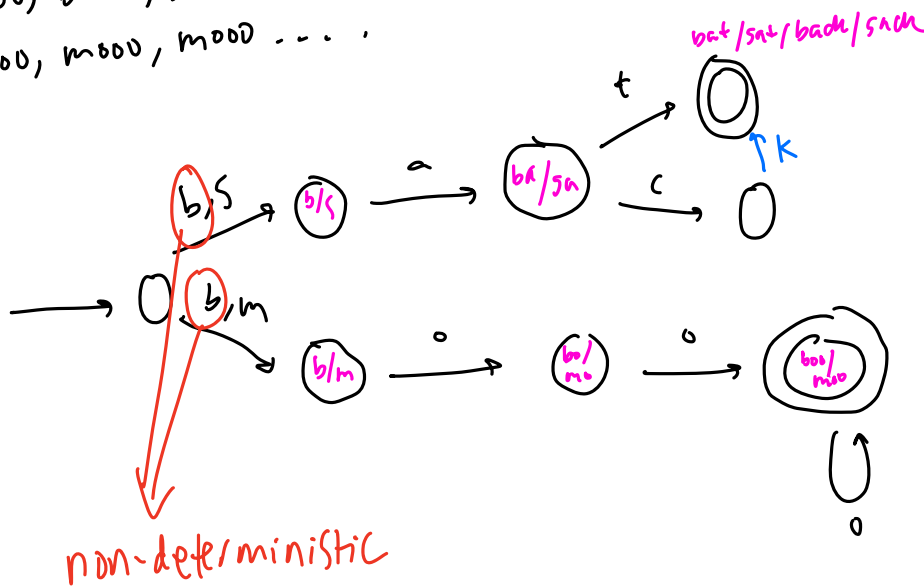 oo, mooo, mooo ....
bat/sat/back/sack
t
k
b,s
a
ba/sa
c
b/s
b,m
o
bo/
mo
o
boo/
moo
b/m
o
non-deterministic